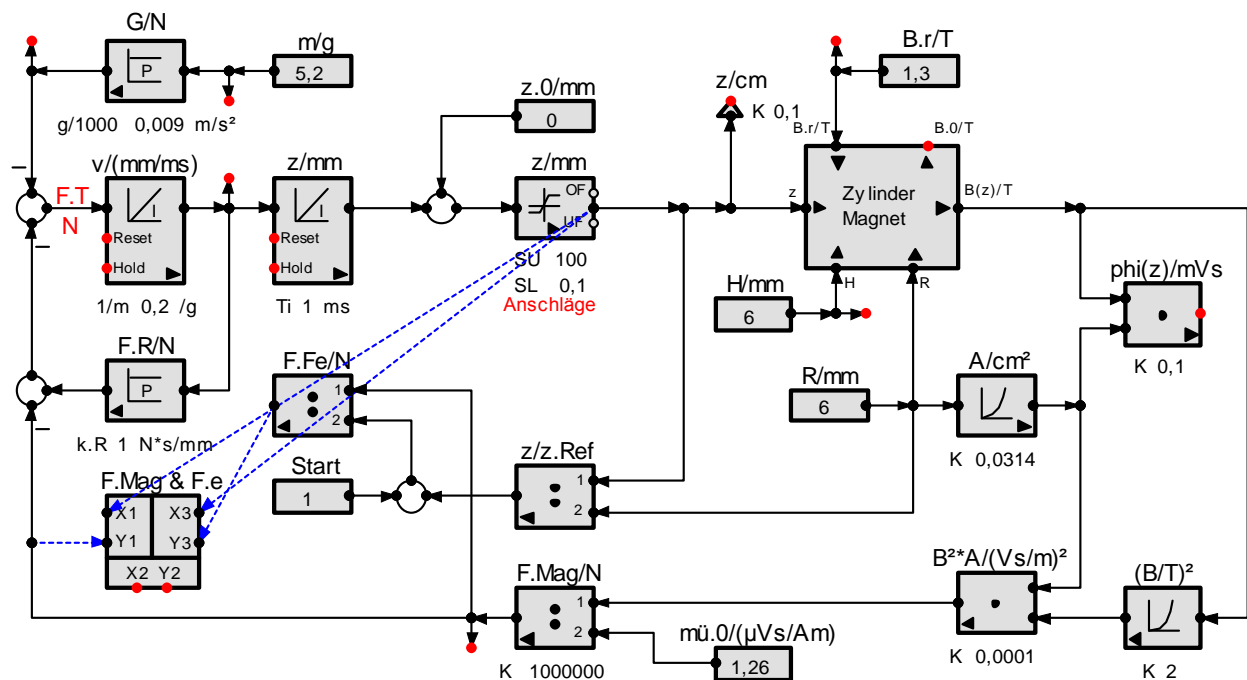 G/N
P
g/1000 0,009 m/s²
m/g
5,2
z.0/mm
0
z/cm
K 0,1
B.r/T
1,3
B.r/T
B.0/T
v/(mm/ms)
I
Reset
Hold
1/m 0,2 /g
F.T
N
z/mm
I
Reset
Hold
Ti 1 ms
z/mm
OF
UF
SU 100
SL 0,1
Anschläge
z
Zylinder
Magnet
B(z)/T
H
R
H/mm
6
phi(z)/mVs
K 0,1
F.R/N
P
k.R 1 N*s/mm
F.Fe/N
1
2
R/mm
6
A/cm²
K 0,0314
Start
1
z/z.Ref
1
2
F.Mag & F.e
X1
X3
Y1
Y3
X2 Y2
F.Mag/N
1
2
K 1000000
mü.0/(µVs/Am)
1,26
B²*A/(Vs/m)²
K 0,0001
(B/T)²
K 2